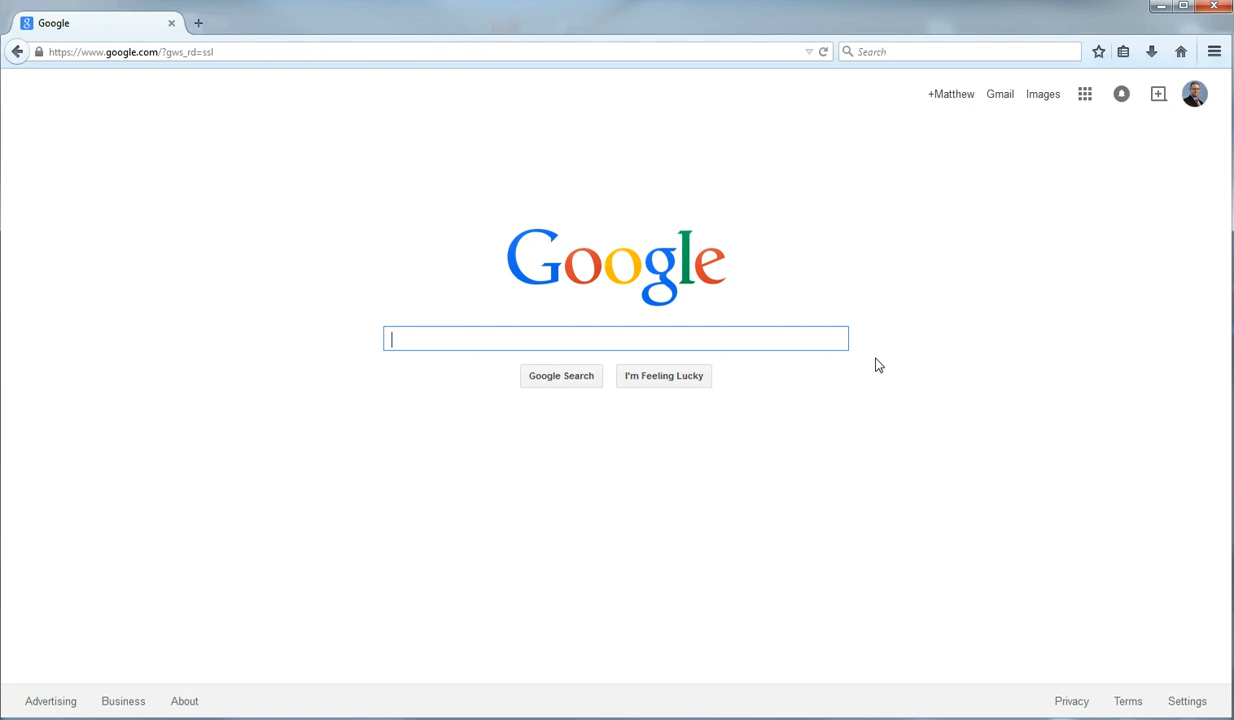 Google
https://www.google.com/?gws_rd=ssl
Search
+Matthew
Gmail
Images
Google
Google Search
I'm Feeling Lucky
Advertising
Business
About
Privacy
Terms
Settings